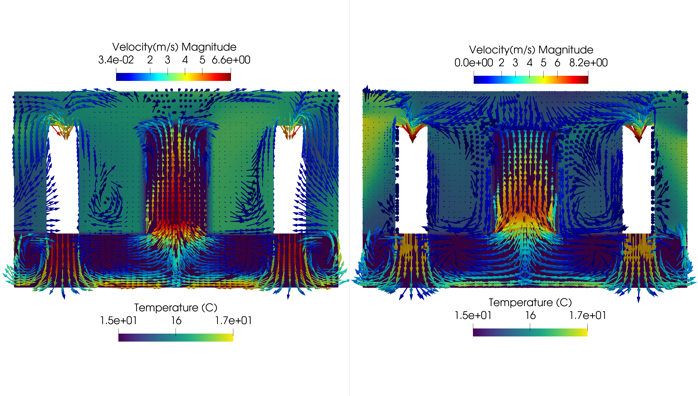 Velocity(m/s) Magnitude
3.4e-02 2 3 4 5 6.6e+00
Temperature (C)
1.5e+01 16 1.7e+01
Velocity(m/s) Magnitude
0.0e+00 2 3 4 5 6 8.2e+00
Temperature (C)
1.5e+01 16 1.7e+01